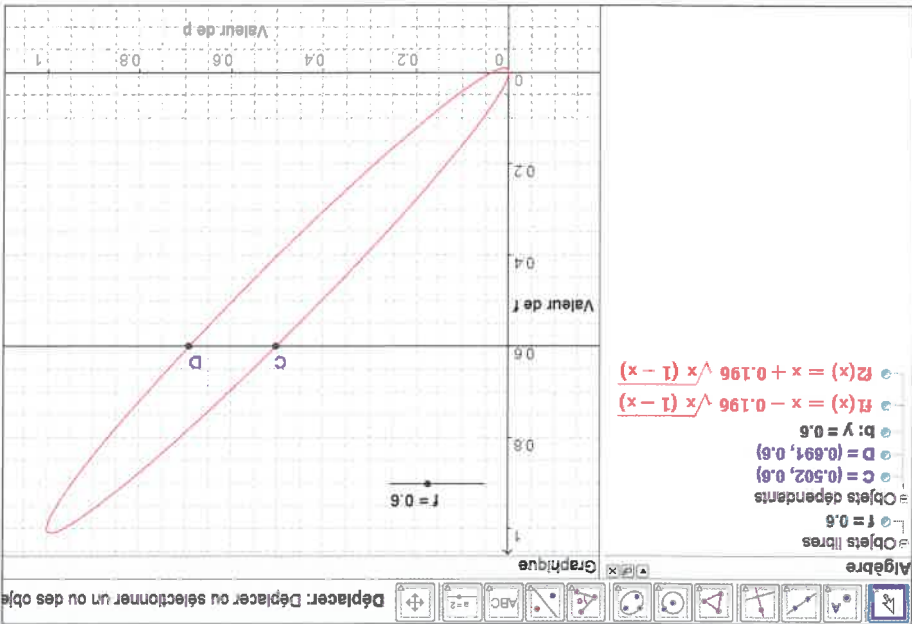 Déplacer: Déplacer ou sélectionner un ou des obje
A
ABC
a=2
Algèbre
Objets libres
f = 0.6
Objets dépendants
C = (0.502, 0.6)
D = (0.691, 0.6)
b: y = 0.6
f1(x) = x − 0.196 √x (1 − x)
f2(x) = x + 0.196 √x (1 − x)
Graphique
1
f = 0.6
0.8
0.6
C
D
Valeur de f
0.4
0.2
0
0
0.2
0.4
0.6
0.8
1
Valeur de p